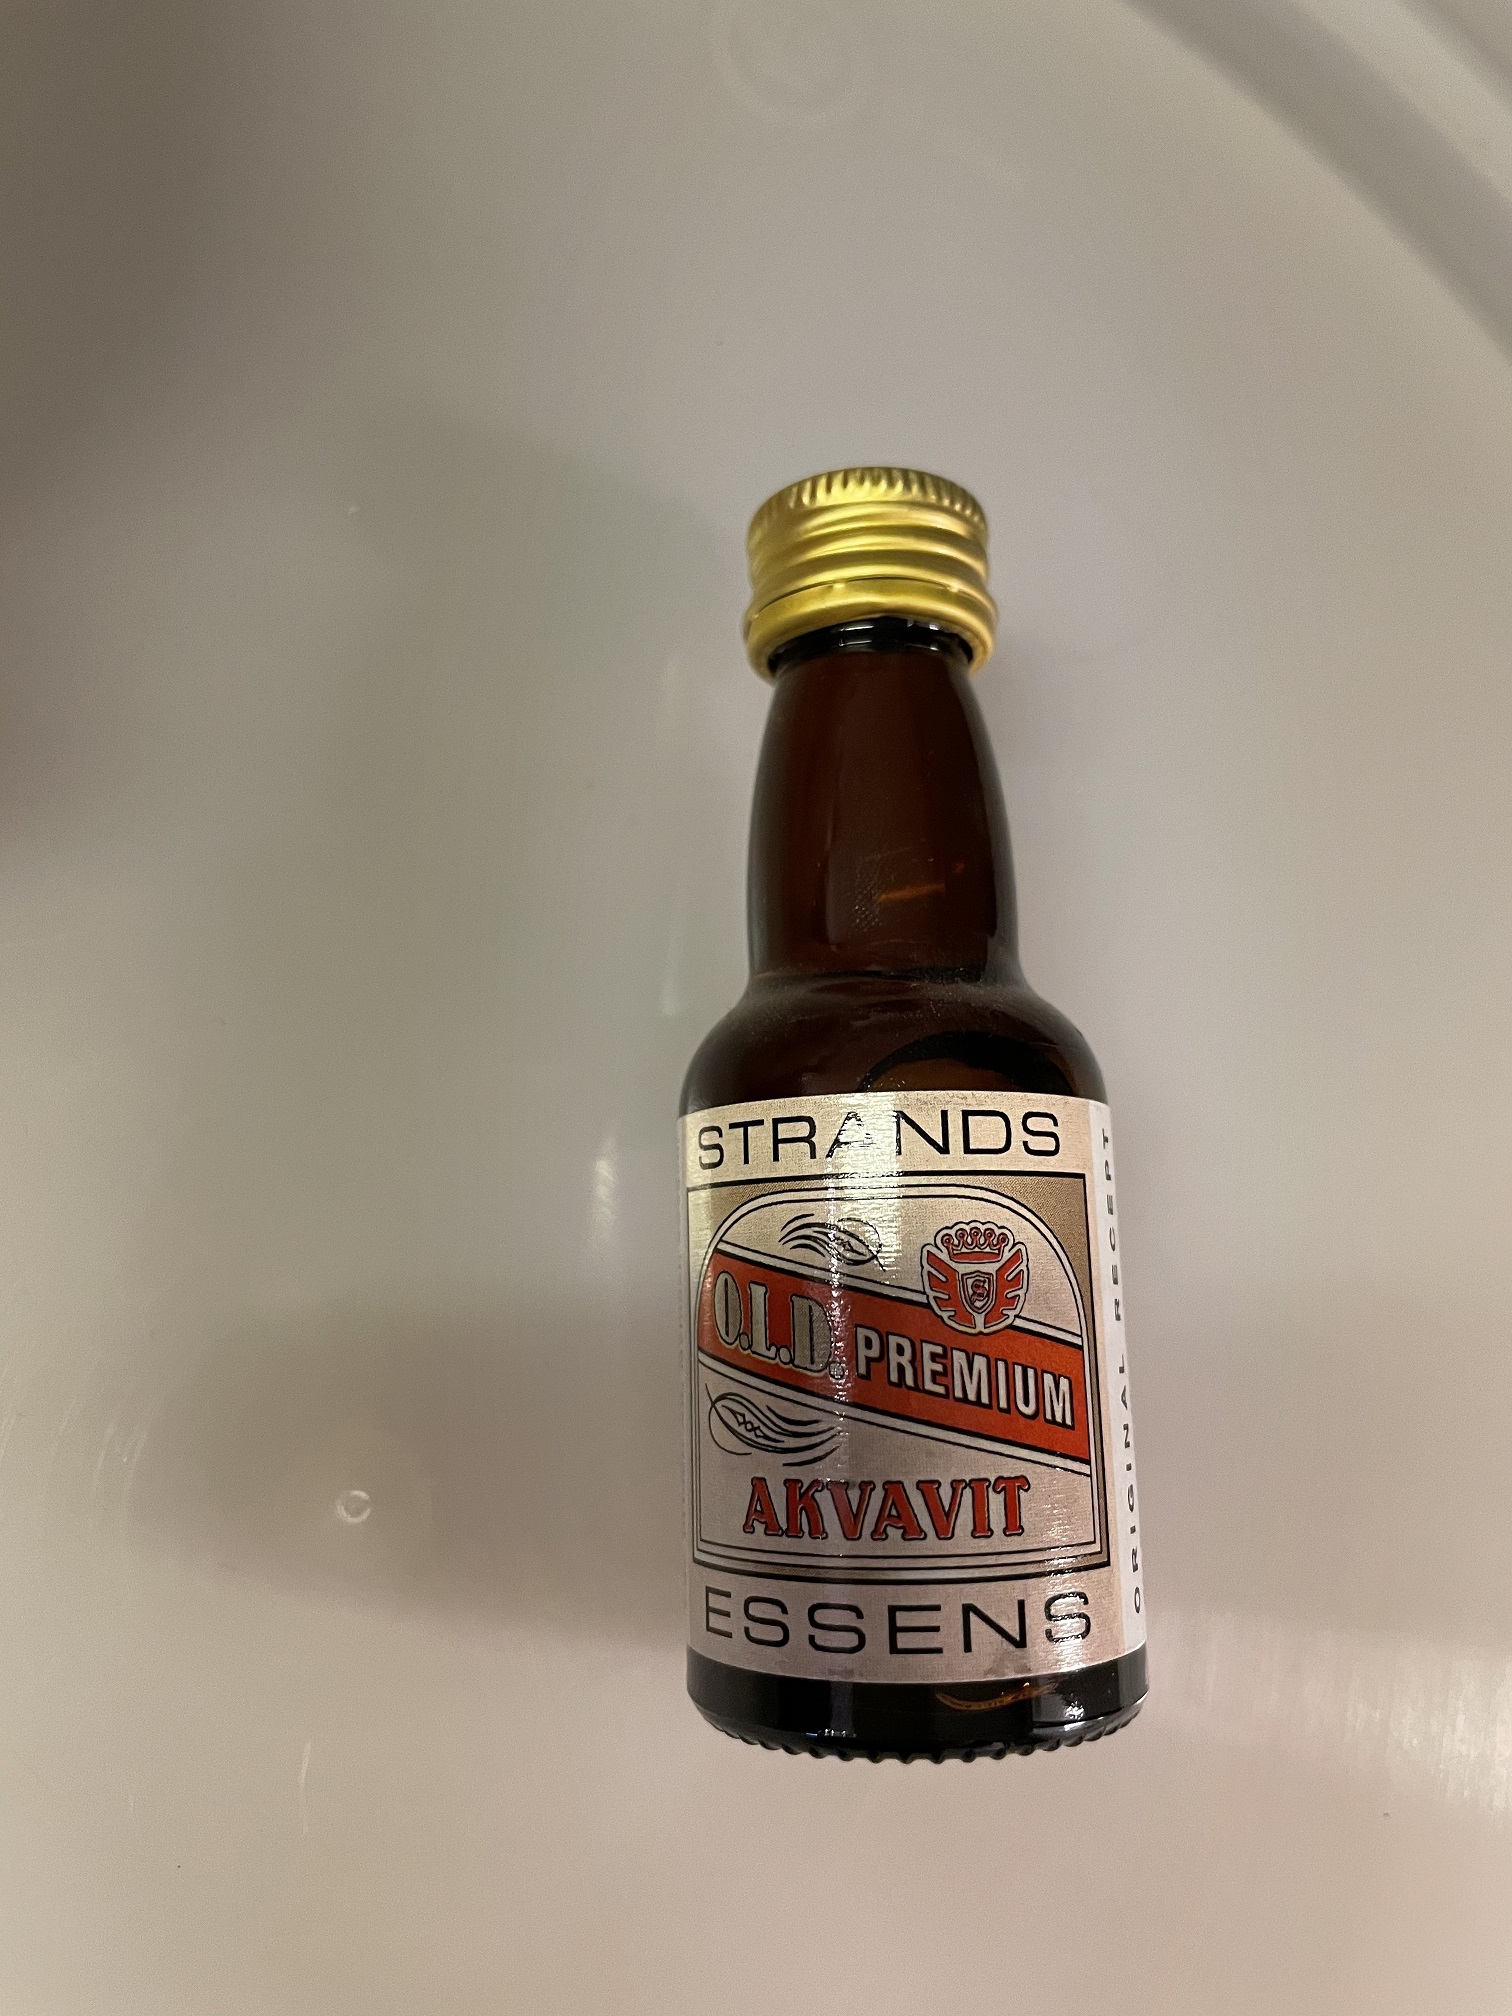 STRANDS
O.L.D. PREMIUM
S
AKVAVIT
ESSENS
ORIGINAL RECEPT